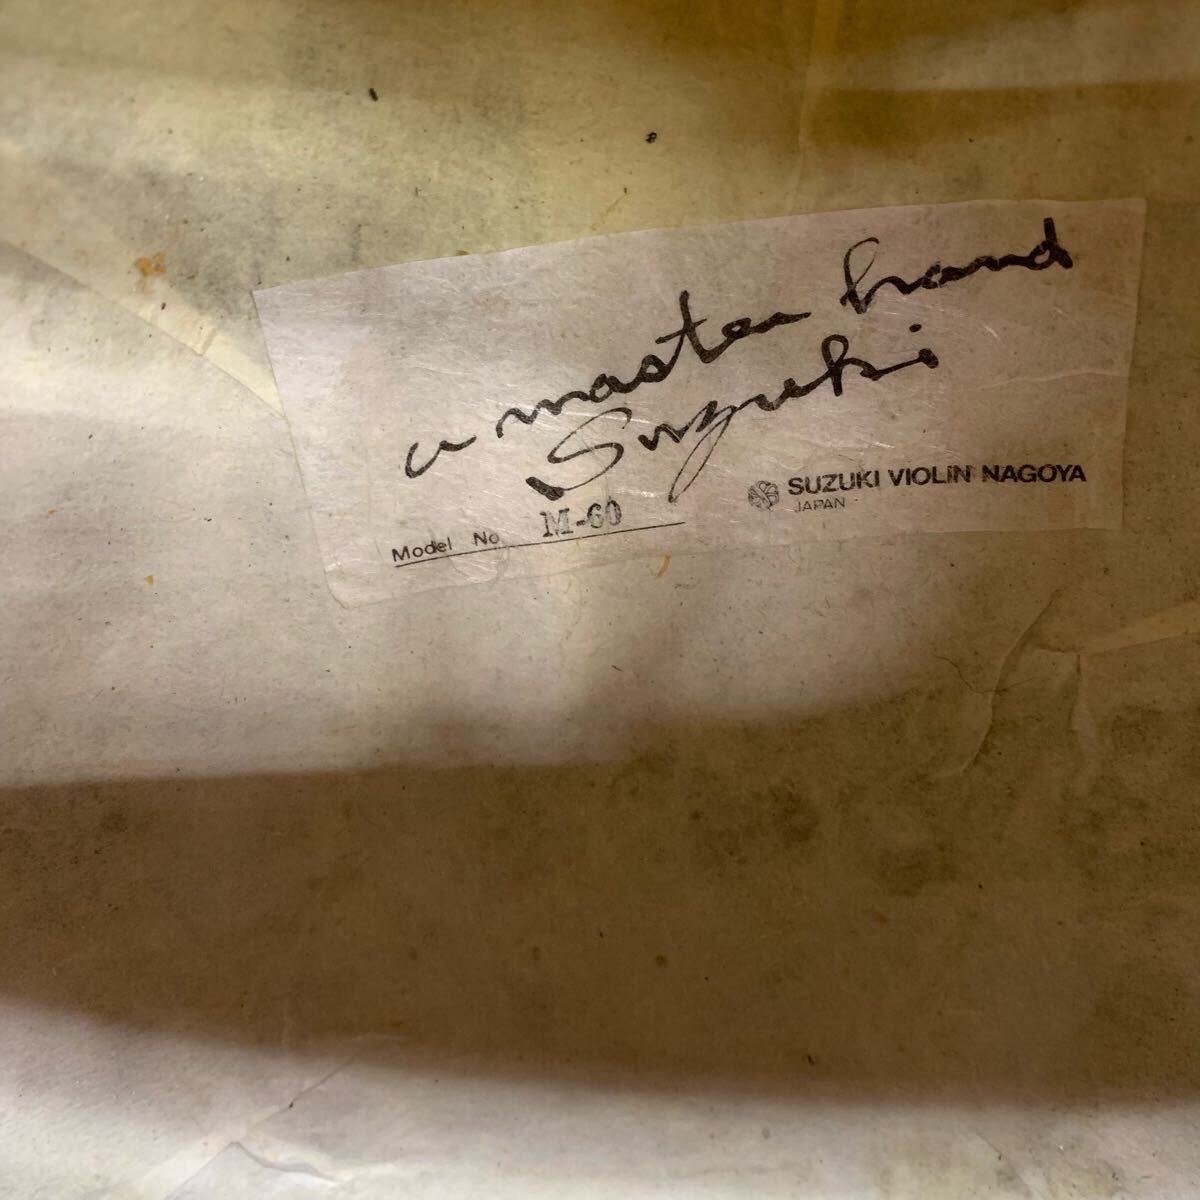 a master hand
Suzuki
SUZUKI VIOLIN NAGOYA
JAPAN
Model No M-60